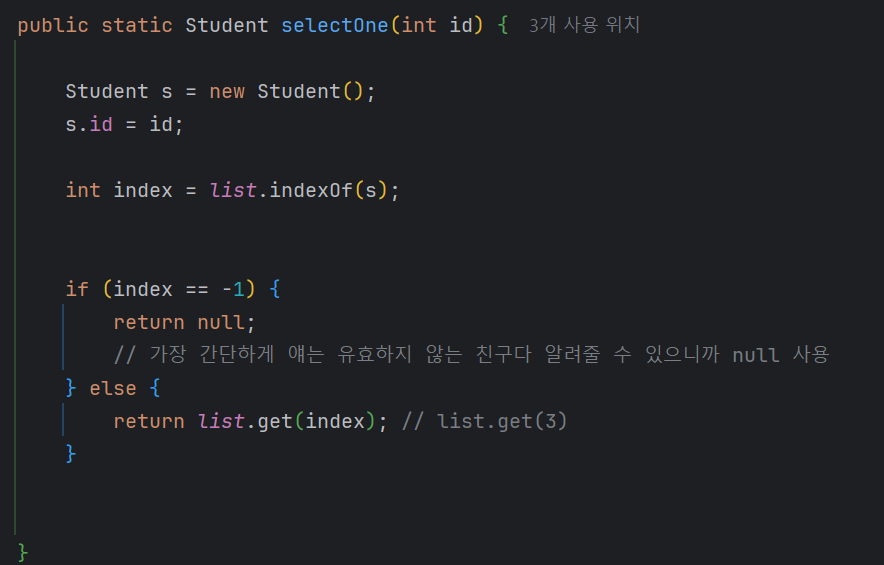 public static Student selectOne(int id) {  3개 사용 위치
Student s = new Student();
s.id = id;
int index = list.indexOf(s);
if (index == -1) {
return null;
// 가장 간단하게 얘는 유효하지 않는 친구다 알려줄 수 있으니까 null 사용
} else {
return list.get(index); // list.get(3)
}
}